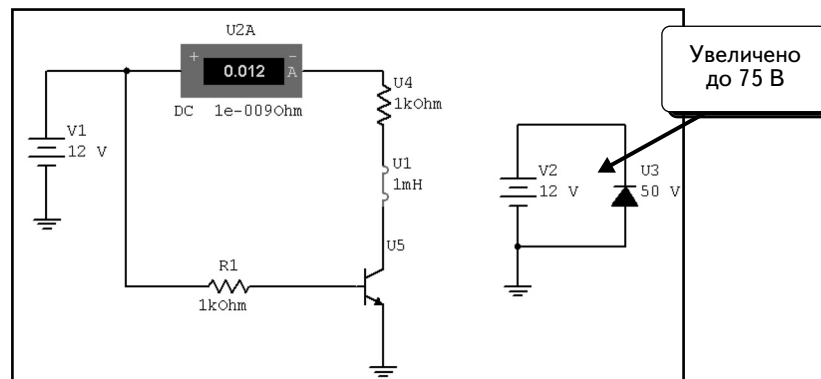 U2A
+ -
0.012 A
DC 1e-009Ohm
U4
1kOhm
V1
12 V
U1
1mH
V2
12 V
U3
50 V
U5
R1
1kOhm
Увеличено
до 75 В